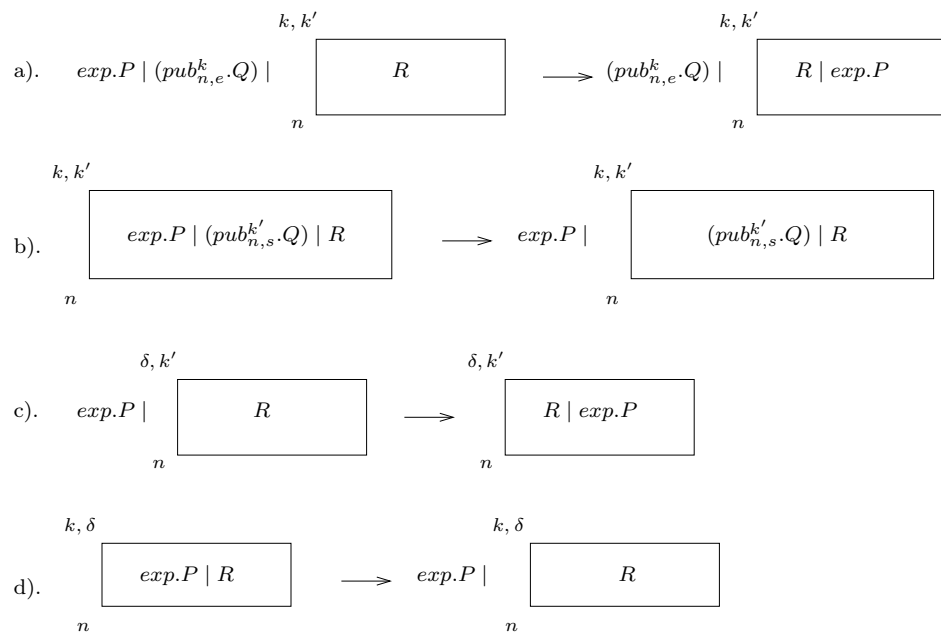 k, k′ k, k′
a). exp.P | (pub^k_{n,e}.Q) | R ⟶ (pub^k_{n,e}.Q) | R | exp.P
n n
k, k′ k, k′
b). exp.P | (pub^{k′}_{n,s}.Q) | R ⟶ exp.P | (pub^{k′}_{n,s}.Q) | R
n n
δ, k′ δ, k′
c). exp.P | R ⟶ R | exp.P
n n
k, δ k, δ
d). exp.P | R ⟶ exp.P | R
n n